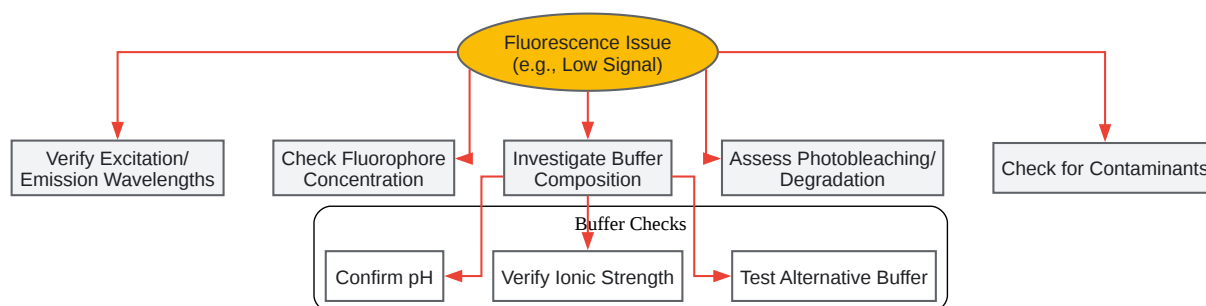 Fluorescence Issue
(e.g., Low Signal)
Verify Excitation/
Emission Wavelengths
Check Fluorophore
Concentration
Investigate Buffer
Composition
Assess Photobleaching/
Degradation
Check for Contaminants
Buffer Checks
Confirm pH
Verify Ionic Strength
Test Alternative Buffer